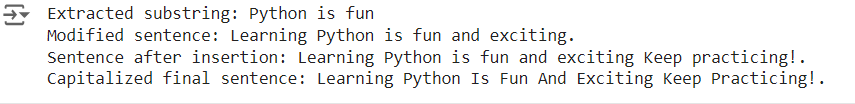 Extracted substring: Python is fun
Modified sentence: Learning Python is fun and exciting.
Sentence after insertion: Learning Python is fun and exciting Keep practicing!.
Capitalized final sentence: Learning Python Is Fun And Exciting Keep Practicing!.